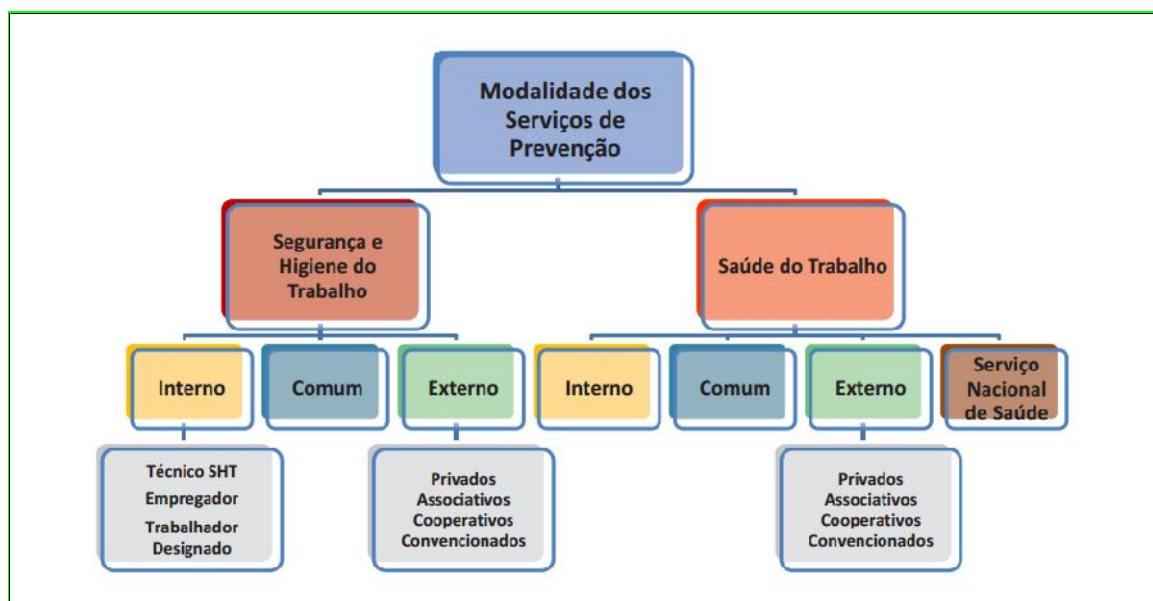 Modalidade dos
Serviços de
Prevenção
Segurança e
Higiene do
Trabalho
Saúde do Trabalho
Interno
Comum
Externo
Interno
Comum
Externo
Serviço
Nacional
de Saúde
Técnico SHT
Empregador
Trabalhador
Designado
Privados
Associativos
Cooperativos
Convencionados
Privados
Associativos
Cooperativos
Convencionados